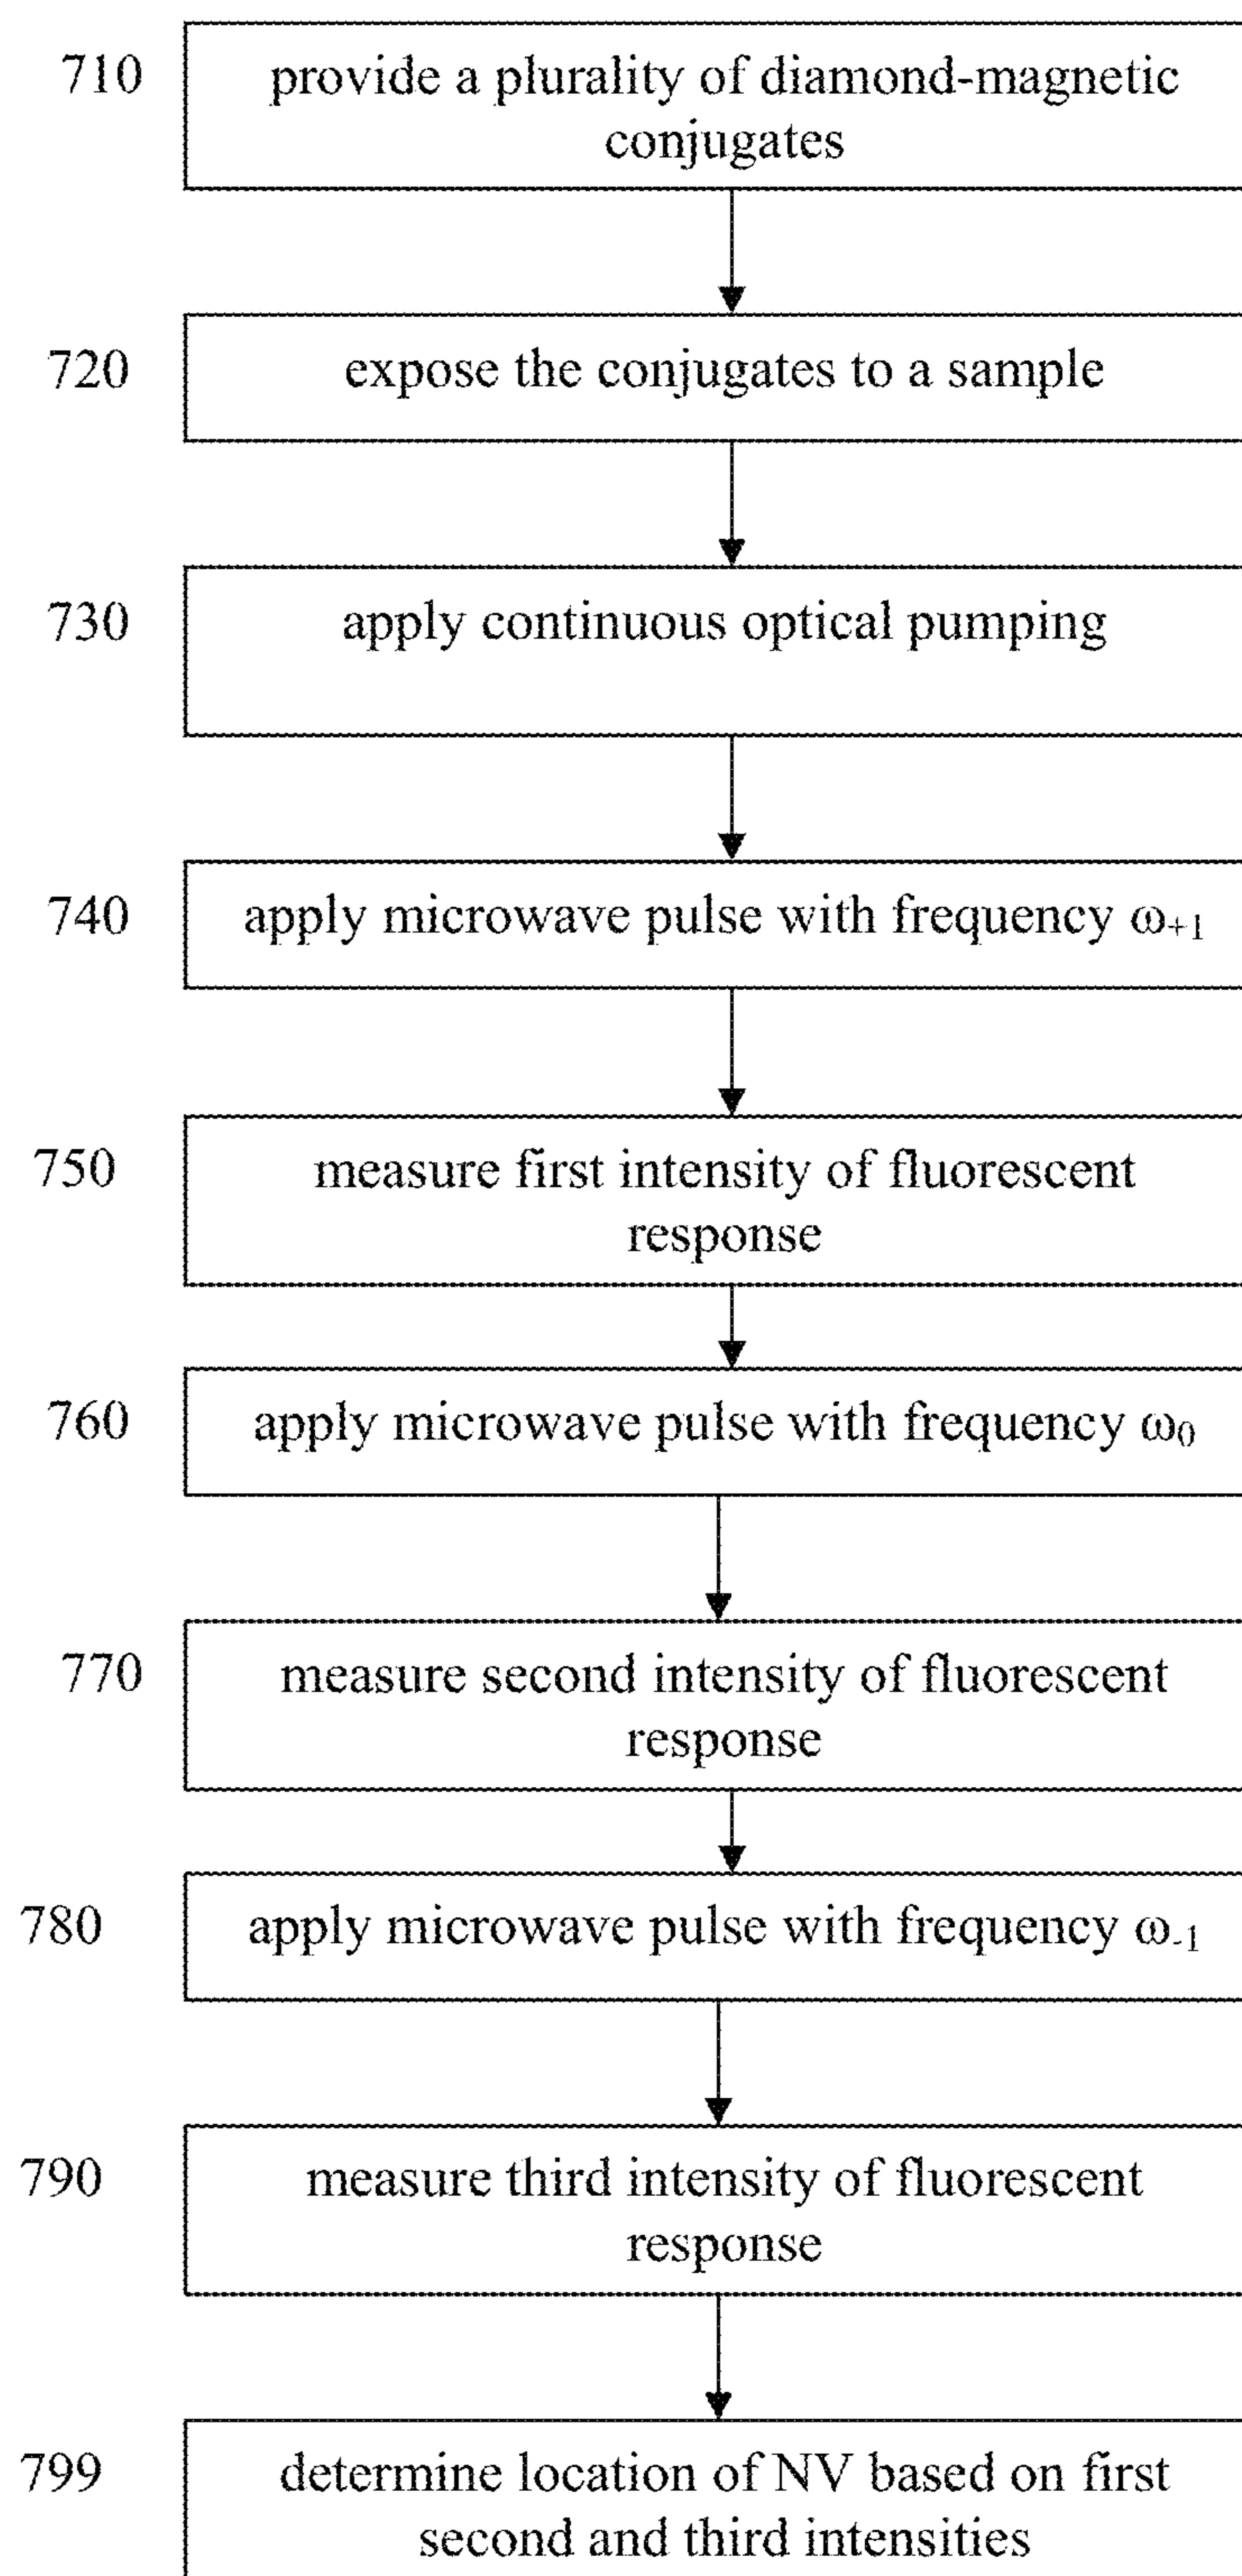 710 provide a plurality of diamond-magnetic
conjugates
720 expose the conjugates to a sample
730 apply continuous optical pumping
740 apply microwave pulse with frequency ω₊₁
750 measure first intensity of fluorescent
response
760 apply microwave pulse with frequency ω₀
770 measure second intensity of fluorescent
response
780 apply microwave pulse with frequency ω₋₁
790 measure third intensity of fluorescent
response
799 determine location of NV based on first
second and third intensities